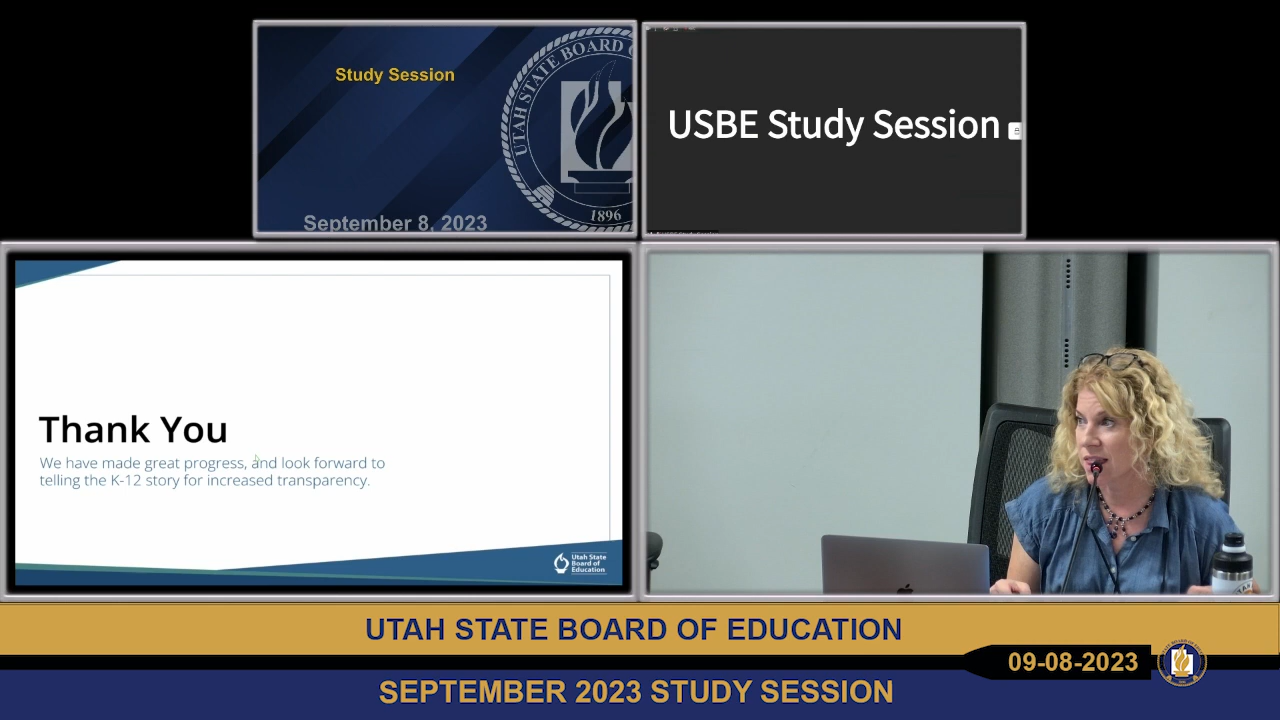 Study Session
UTAH STATE BOARD O
1896
September 8, 2023
USBE Study Session
Thank You
We have made great progress, and look forward to
telling the K-12 story for increased transparency.
Utah State
Board of
Education
UTAH STATE BOARD OF EDUCATION
09-08-2023
SEPTEMBER 2023 STUDY SESSION